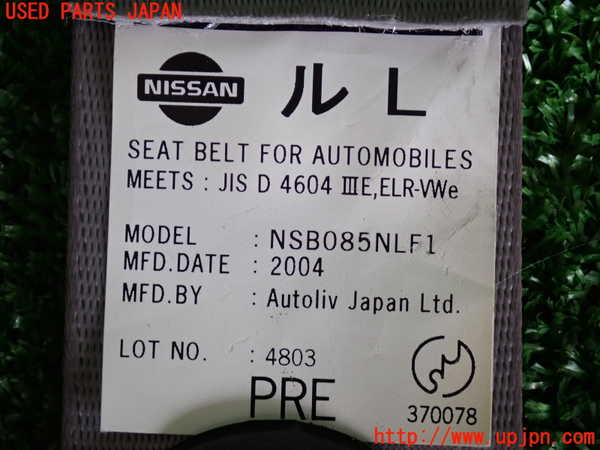 USED PARTS JAPAN
NISSAN ル L
SEAT BELT FOR AUTOMOBILES
MEETS : JIS D 4604 ⅢE,ELR-VWe
MODEL : NSB085NLF1
MFD.DATE : 2004
MFD.BY : Autoliv Japan Ltd.
LOT NO. : 4803
PRE 370078
http://www.upjpn.com/